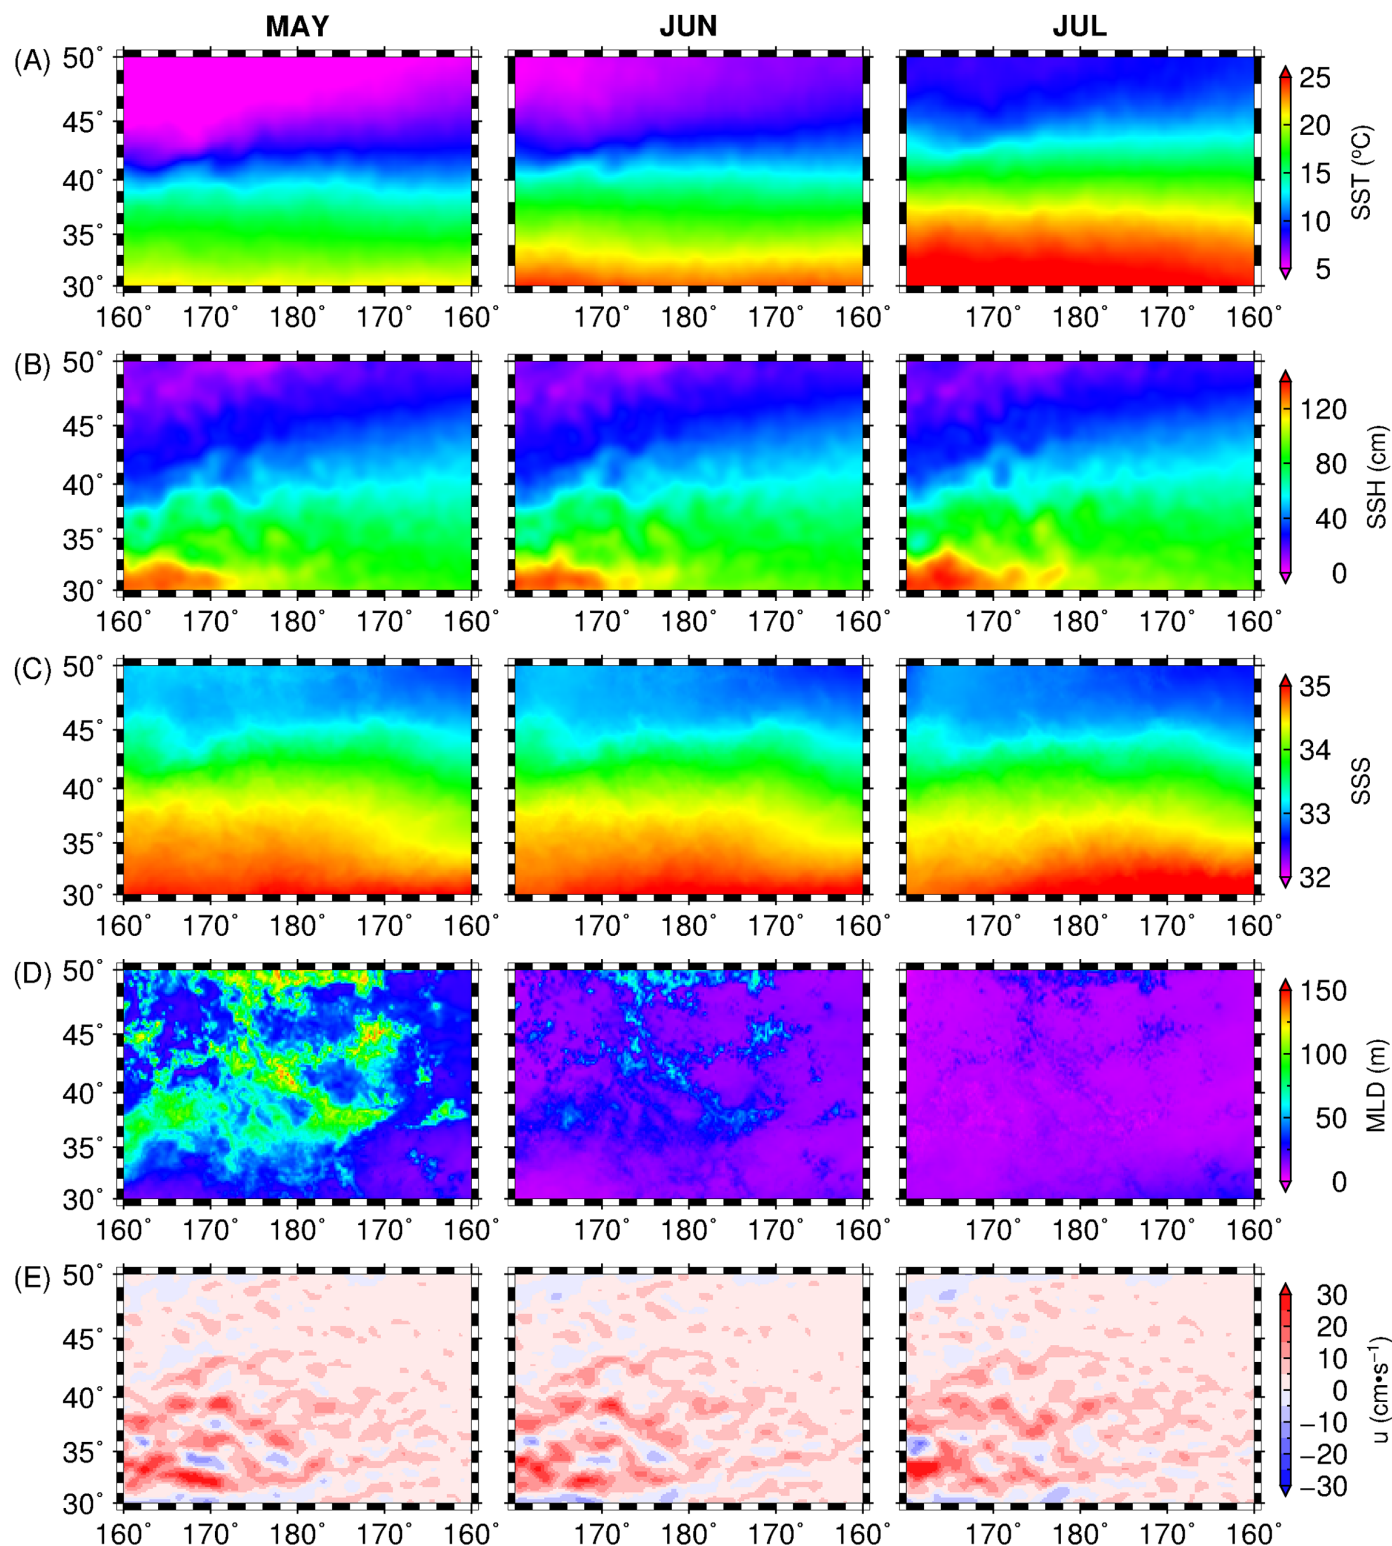 MAY JUN JUL
(A) 50° 45° 40° 35° 30°
160° 170° 180° 170° 160° 170° 180° 170° 160° 170° 180° 170° 160°
25 20 15 10 5 SST (ºC)
(B) 50° 45° 40° 35° 30°
160° 170° 180° 170° 160° 170° 180° 170° 160° 170° 180° 170° 160°
120 80 40 0 SSH (cm)
(C) 50° 45° 40° 35° 30°
160° 170° 180° 170° 160° 170° 180° 170° 160° 170° 180° 170° 160°
35 34 33 32 SSS
(D) 50° 45° 40° 35° 30°
160° 170° 180° 170° 160° 170° 180° 170° 160° 170° 180° 170° 160°
150 100 50 0 MLD (m)
(E) 50° 45° 40° 35° 30°
160° 170° 180° 170° 160° 170° 180° 170° 160° 170° 180° 170° 160°
30 20 10 0 −10 −20 −30 u (cm•s⁻¹)